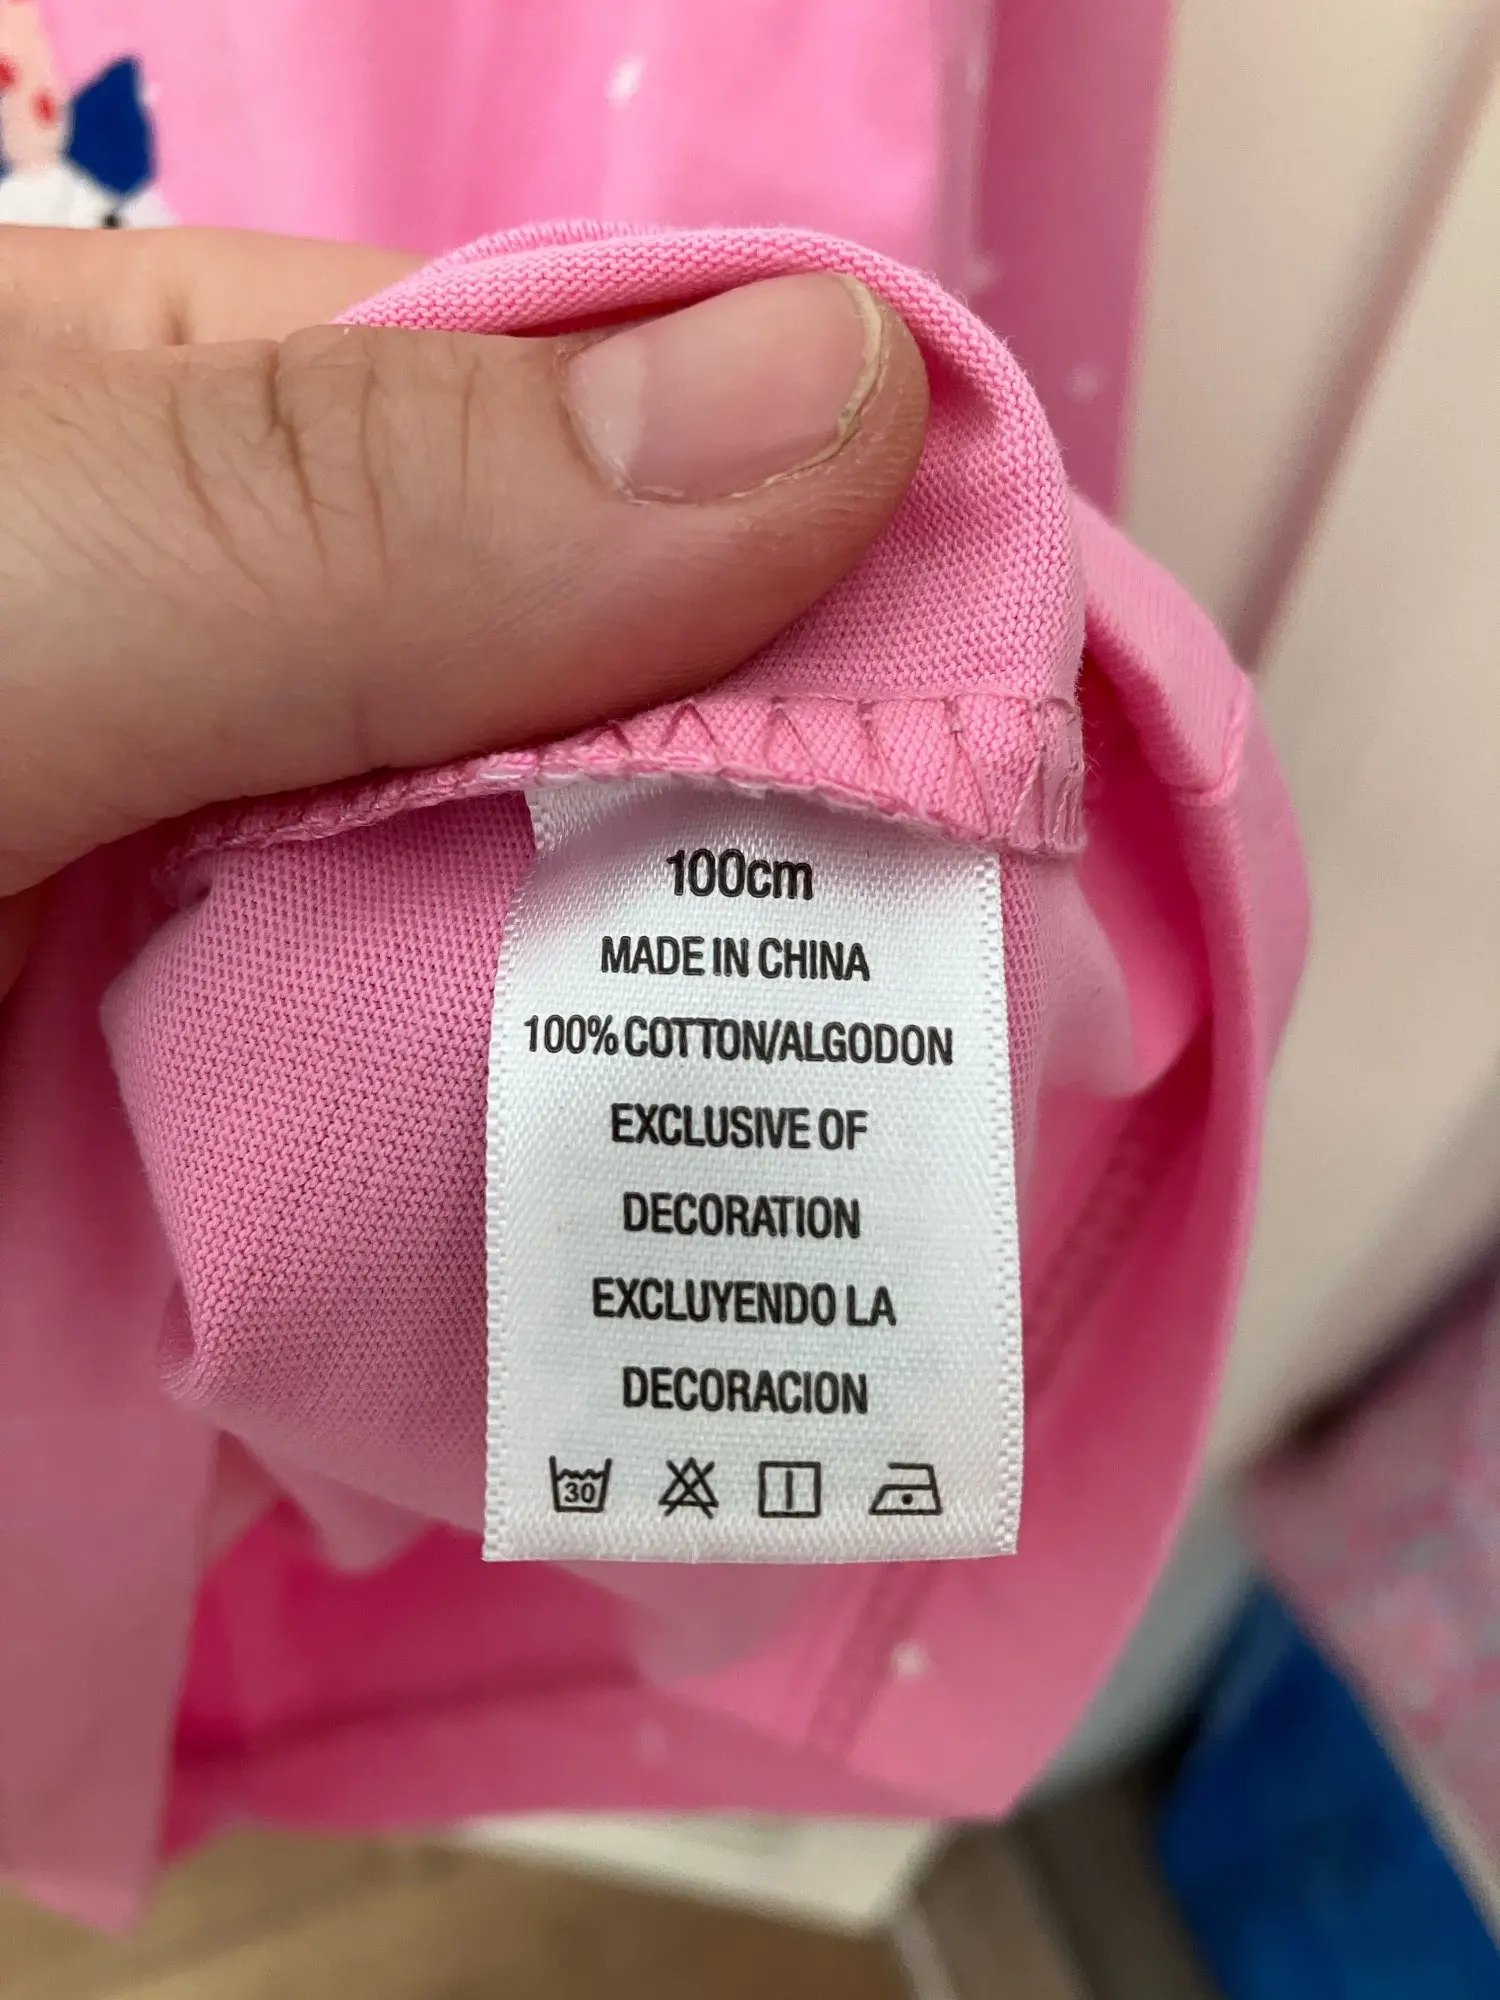 100cm
MADE IN CHINA
100% COTTON/ALGODON
EXCLUSIVE OF
DECORATION
EXCLUYENDO LA
DECORACION
30